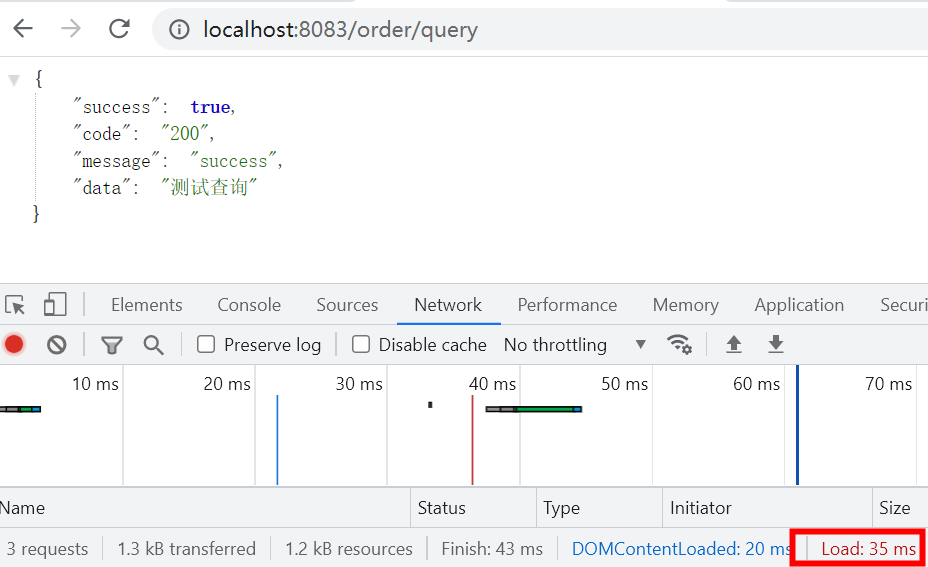 localhost:8083/order/query
{
"success": true,
"code": "200",
"message": "success",
"data": "测试查询"
}
Elements Console Sources Network Performance Memory Application Securi
Preserve log Disable cache No throttling
10 ms 20 ms 30 ms 40 ms 50 ms 60 ms 70 ms
Name Status Type Initiator Size
3 requests 1.3 kB transferred 1.2 kB resources Finish: 43 ms DOMContentLoaded: 20 ms Load: 35 ms